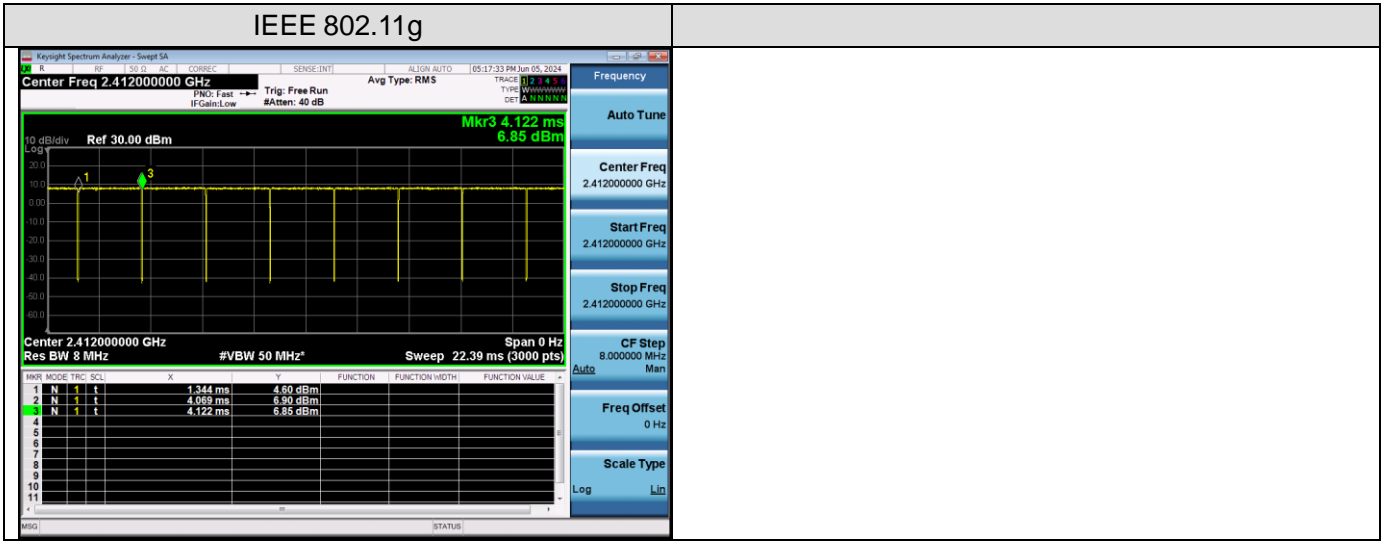 IEEE 802.11g
Keysight Spectrum Analyzer - Swept SA
R RF 50 Ω AC CORREC SENSE:INT ALIGN AUTO 05:17:33 PM Jun 05, 2024
Center Freq 2.412000000 GHz
PNO: Fast
IFGain:Low
Trig: Free Run
#Atten: 40 dB
Avg Type: RMS
TRACE 1 2 3 4 5 6
TYPE WWWWWW
DET A N N N N N
Mkr3 4.122 ms
6.85 dBm
10 dB/div Ref 30.00 dBm
Log
20.0
10.0
0.00
-10.0
-20.0
-30.0
-40.0
-50.0
-60.0
1
3
Center 2.412000000 GHz Span 0 Hz
Res BW 8 MHz #VBW 50 MHz* Sweep 22.39 ms (3000 pts)
MKR MODE TRC SCL X Y FUNCTION FUNCTION WIDTH FUNCTION VALUE
1 N 1 t 1.344 ms 4.60 dBm
2 N 1 t 4.069 ms 6.90 dBm
3 N 1 t 4.122 ms 6.85 dBm
4
5
6
7
8
9
10
11
MSG STATUS
Frequency
Auto Tune
Center Freq
2.412000000 GHz
Start Freq
2.412000000 GHz
Stop Freq
2.412000000 GHz
CF Step
8.000000 MHz
Auto Man
Freq Offset
0 Hz
Scale Type
Log Lin